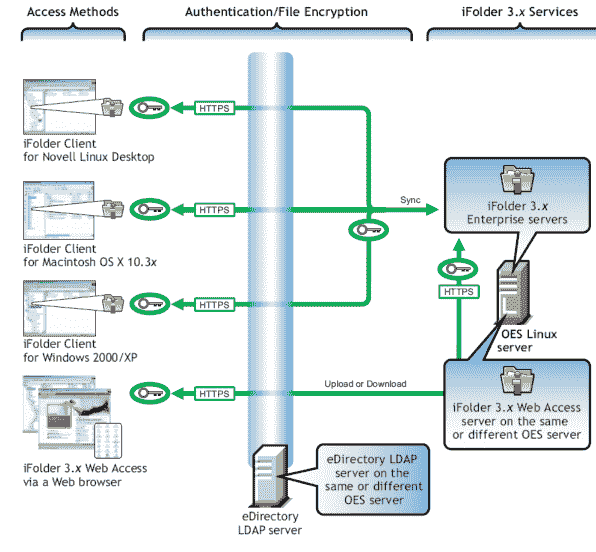 Access Methods
Authentication/File Encryption
iFolder 3.x Services
HTTPS
iFolder Client
for Novell Linux Desktop
HTTPS
Sync
iFolder Client
for Macintosh OS X 10.3x
iFolder 3.x
Enterprise servers
HTTPS
HTTPS
iFolder Client
for Windows 2000/XP
OES Linux
server
HTTPS
Upload or Download
iFolder 3.x Web Access
server on the same
or different OES server
iFolder 3.x Web Access
via a Web browser
eDirectory LDAP
server on the
same or different
OES server
eDirectory
LDAP server